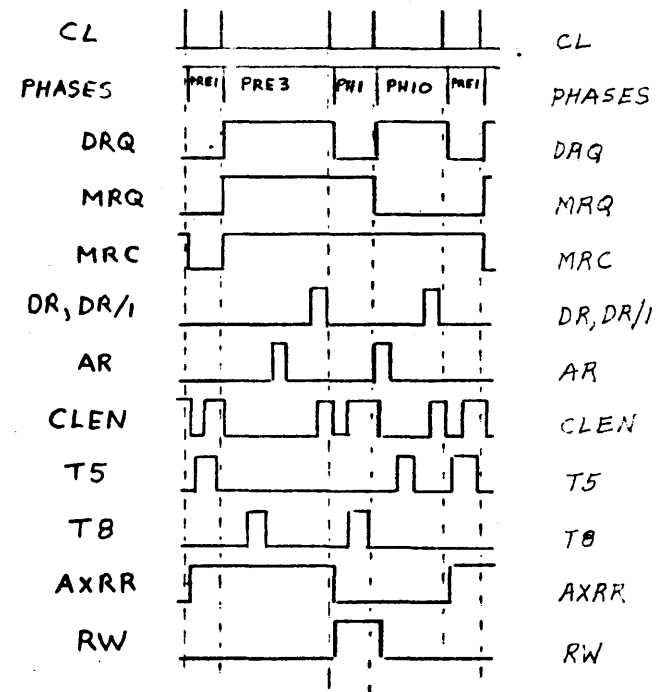 CL CL
PHASES PRE1 PRE3 PH1 PH10 PRE1 PHASES
DRQ DRQ
MRQ MRQ
MRC MRC
DR, DR/1 DR, DR/1
AR AR
CLEN CLEN
T5 T5
T8 T8
AXRR AXRR
RW RW